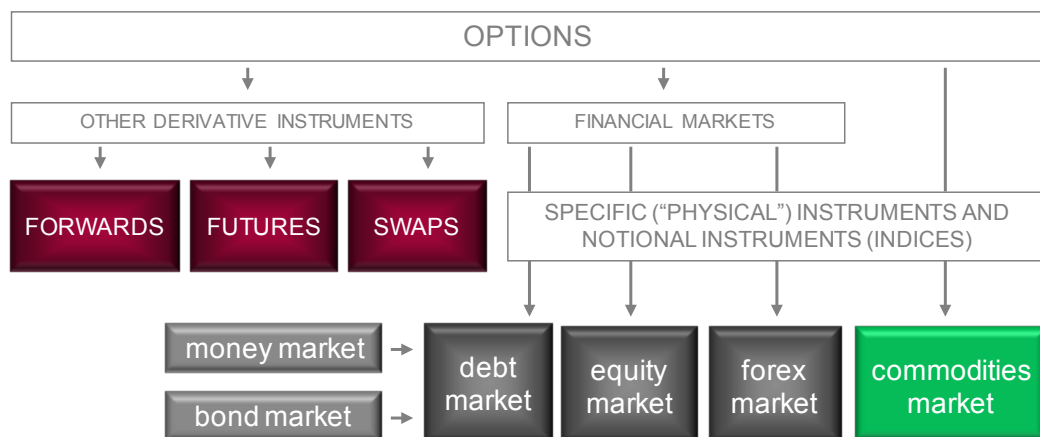 OPTIONS
OTHER DERIVATIVE INSTRUMENTS
FINANCIAL MARKETS
FORWARDS
FUTURES
SWAPS
SPECIFIC (“PHYSICAL”) INSTRUMENTS AND
NOTIONAL INSTRUMENTS (INDICES)
money market
bond market
debt
market
equity
market
forex
market
commodities
market